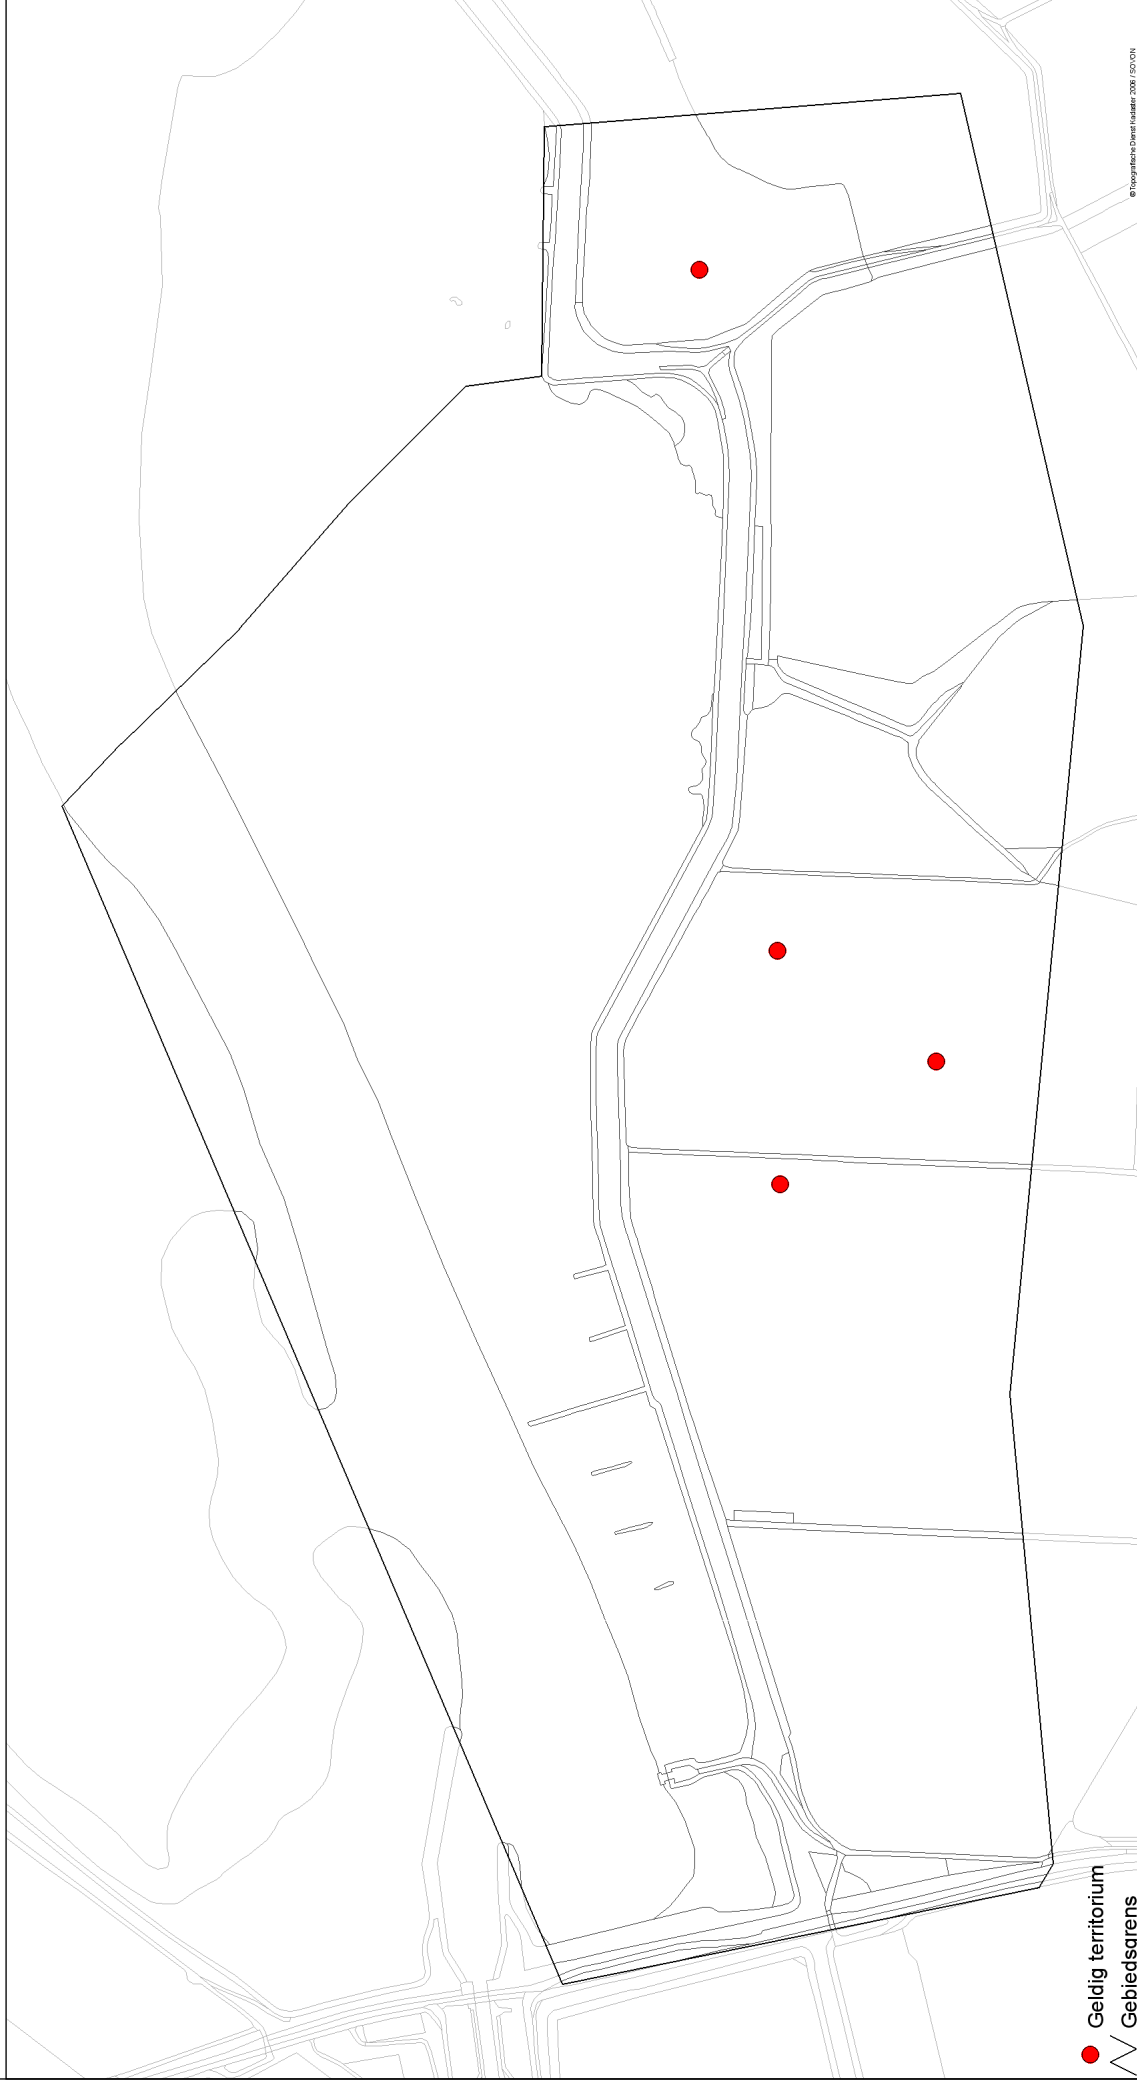 © Topografische Dienst Kadaster 2006 / SOVON
Geldig territorium
Gebiedsgrens